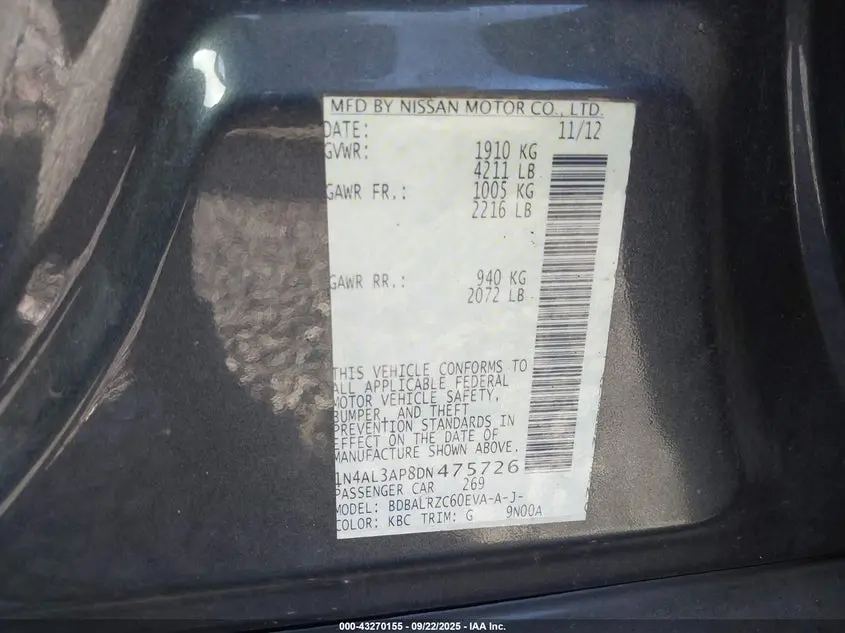 MFD BY NISSAN MOTOR CO., LTD.
DATE: 11/12
GVWR: 1910 KG
4211 LB
GAWR FR.: 1005 KG
2216 LB
GAWR RR.: 940 KG
2072 LB
THIS VEHICLE CONFORMS TO
ALL APPLICABLE FEDERAL
MOTOR VEHICLE SAFETY,
BUMPER, AND THEFT
PREVENTION STANDARDS IN
EFFECT ON THE DATE OF
MANUFACTURE SHOWN ABOVE.
1N4AL3AP8DN475726
PASSENGER CAR 269
MODEL: BDBALRZC60EVA-A-J-
COLOR: KBC TRIM: G 9N00A
000-43270155 - 09/22/2025 - IAA Inc.